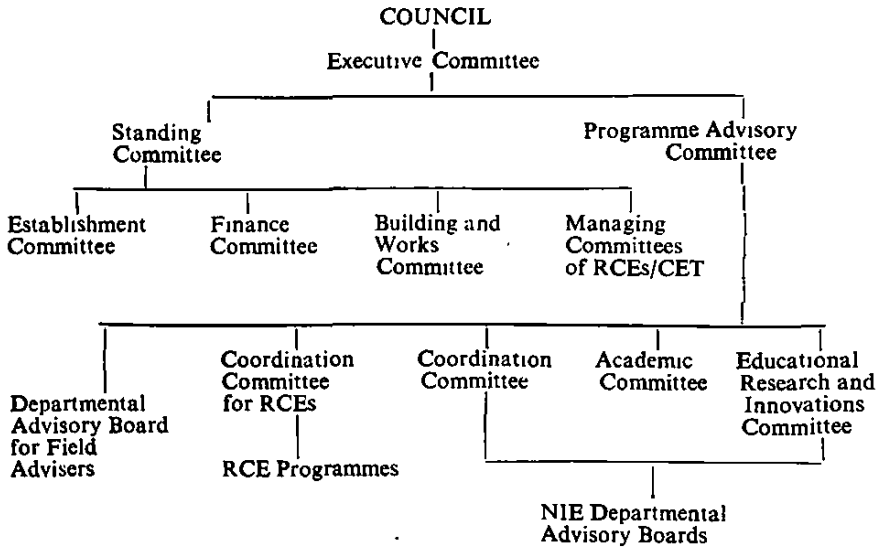 COUNCIL
Executive Committee
Standing
Committee
Programme Advisory
Committee
Establishment
Committee
Finance
Committee
Building and
Works
Committee
Managing
Committees
of RCEs/CET
Departmental
Advisory Board
for Field
Advisers
Coordination
Committee
for RCEs
RCE Programmes
Coordination
Committee
Academic
Committee
Educational
Research and
Innovations
Committee
NIE Departmental
Advisory Boards